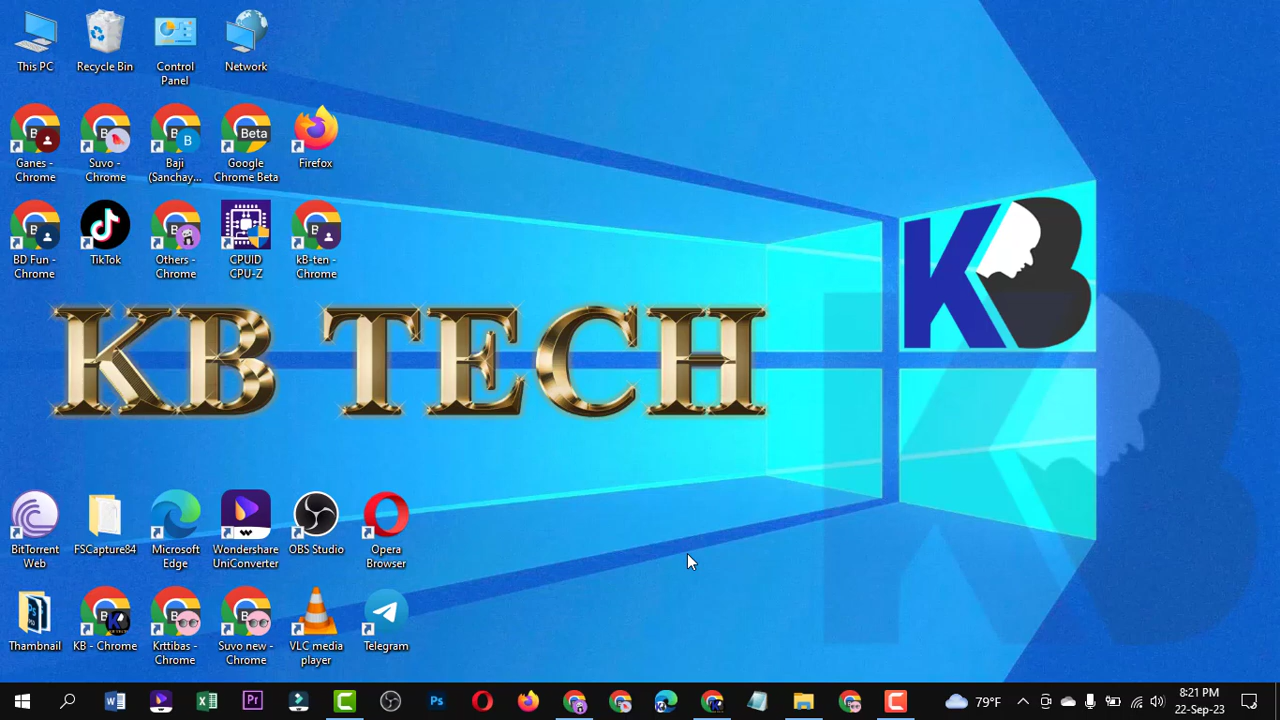 This PC
Recycle Bin
Control
Panel
Network
Ganes -
Chrome
Suvo -
Chrome
Baji
(Sanchay...
Beta
Google
Chrome Beta
Firefox
BD Fun -
Chrome
TikTok
Others -
Chrome
CPUID
CPU-Z
kB-ten -
Chrome
KB
KB TECH
BitTorrent
Web
FSCapture84
Microsoft
Edge
Wondershare
UniConverter
OBS Studio
Opera
Browser
Thambnail
KB - Chrome
Krttibas -
Chrome
Suvo new -
Chrome
VLC media
player
Telegram
79°F
8:21 PM
22-Sep-23